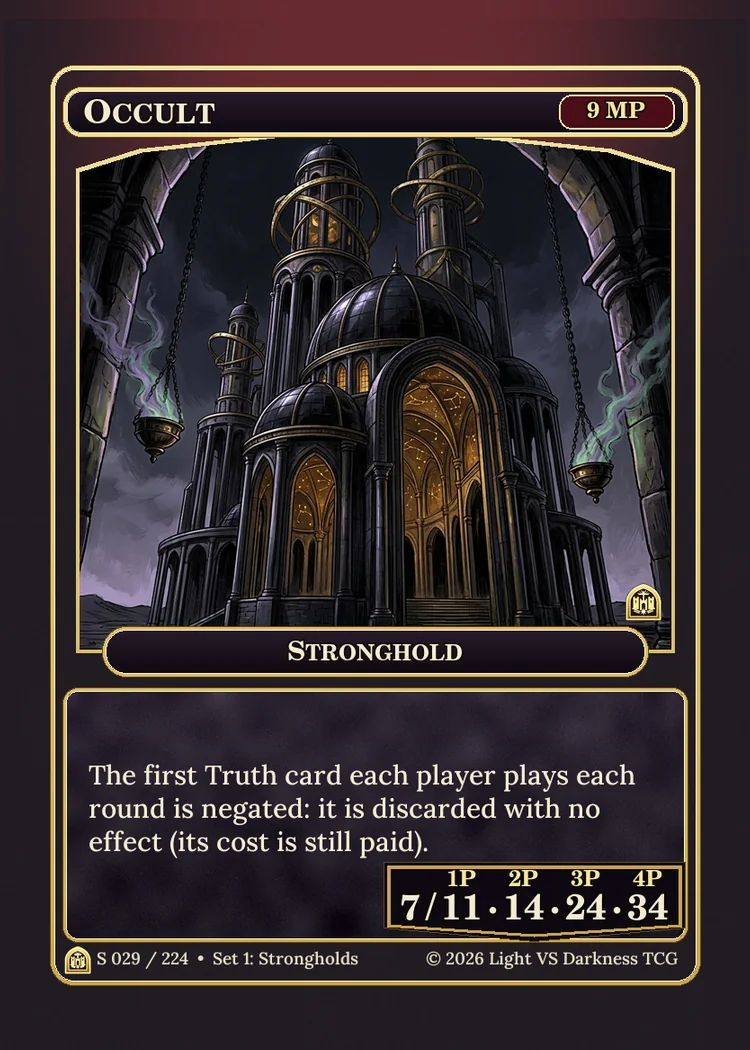 Occult
9 MP
Stronghold
The first Truth card each player plays each
round is negated: it is discarded with no
effect (its cost is still paid).
1P 2P 3P 4P
7/11·14·24·34
S 029 / 224 • Set 1: Strongholds
© 2026 Light VS Darkness TCG